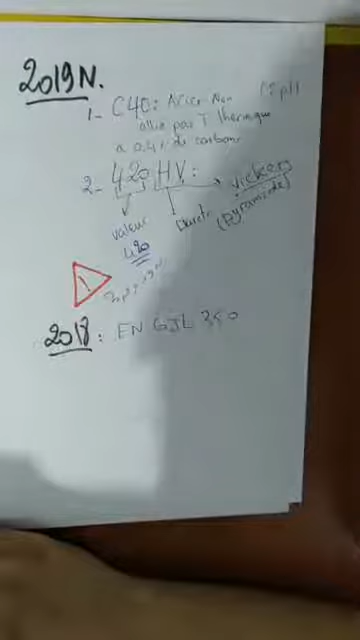 2019N.
1- C40: Acier Non
allié par T thermique
à 0.4% de carbone
2- 420 HV:
Vickers
(Pyramide)
Dureté
valeur
420
!
2018: EN GJL 350